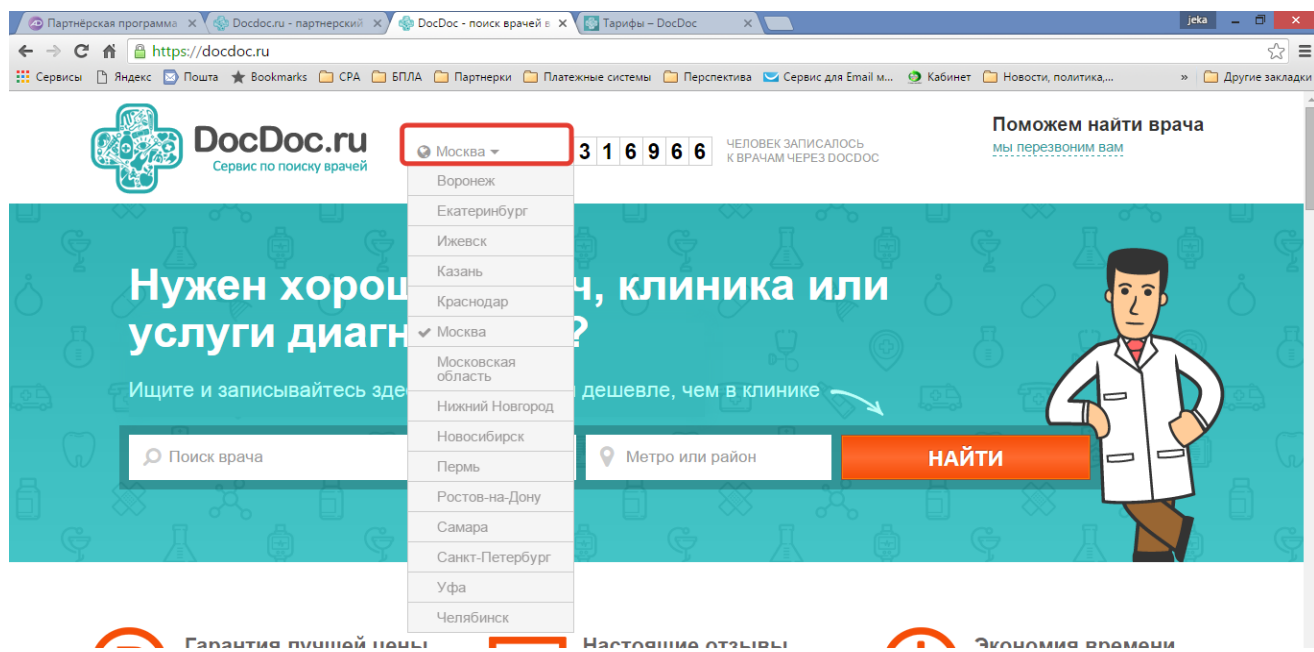 Партнёрская программа
Docdoc.ru - партнерский
DocDoc - поиск врачей в
Тарифы – DocDoc
jeka
https://docdoc.ru
Сервисы
Яндекс
Почта
Bookmarks
CPA
БПЛА
Партнерки
Платежные системы
Перспектива
Сервис для Email м...
Кабинет
Новости, политика,...
»
Другие закладки
DocDoc.ru
Сервис по поиску врачей
Москва
3 1 6 9 6 6
ЧЕЛОВЕК ЗАПИСАЛОСЬ
К ВРАЧАМ ЧЕРЕЗ DOCDOC
Поможем найти врача
мы перезвоним вам
Воронеж
Екатеринбург
Ижевск
Казань
Краснодар
Москва
Московская
область
Нижний Новгород
Новосибирск
Пермь
Ростов-на-Дону
Самара
Санкт-Петербург
Уфа
Челябинск
Нужен хорош ч, клиника или
услуги диагн ?
Ищите и записывайтесь зде дешевле, чем в клинике
Поиск врача
Метро или район
НАЙТИ
Гарантия лучшей цены
Настоящие отзывы
Экономия времени